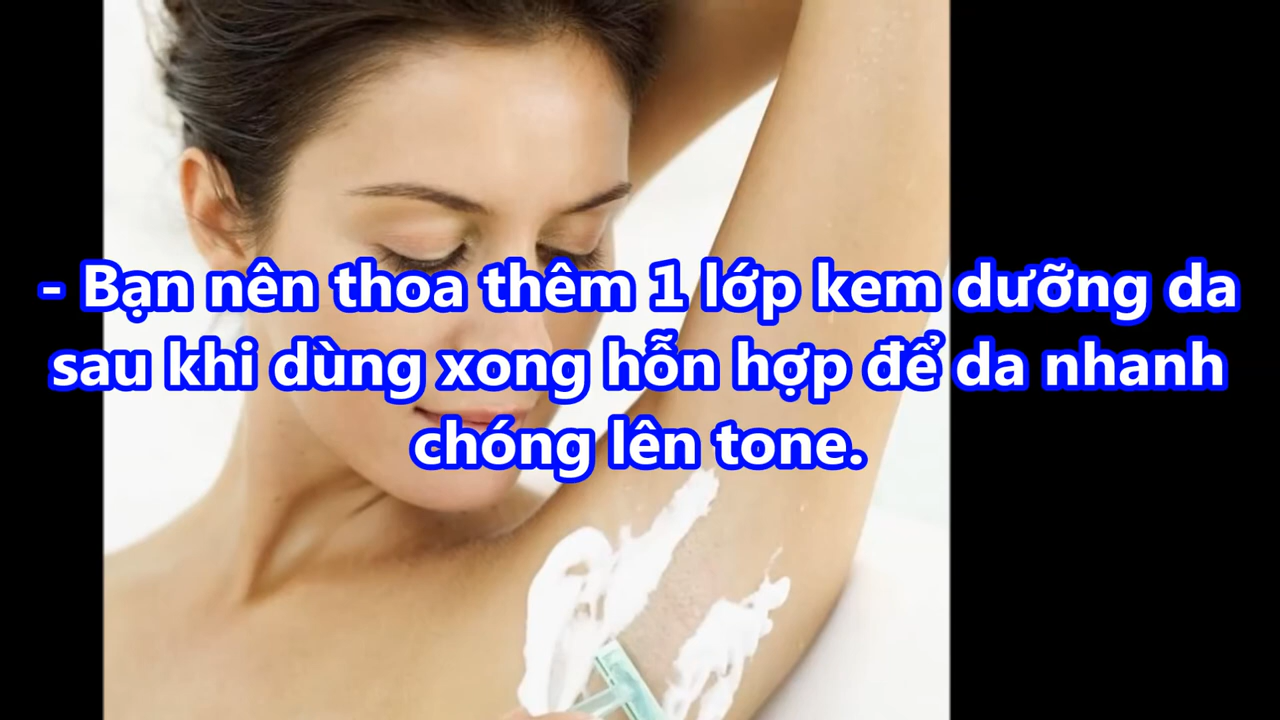 - Bạn nên thoa thêm 1 lớp kem dưỡng da
sau khi dùng xong hỗn hợp để da nhanh
chóng lên tone.